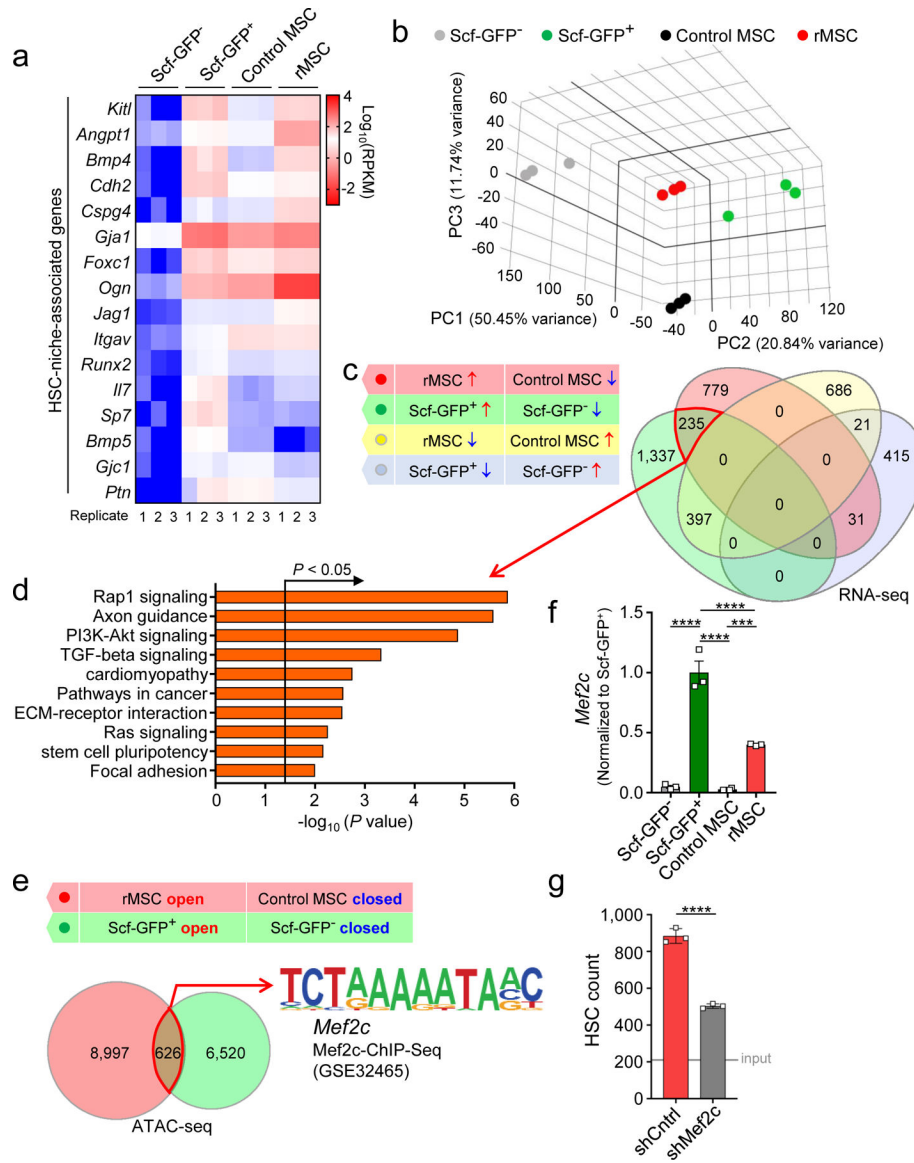 a
Scf-GFP-
Scf-GFP+
Control MSC
rMSC
HSC-niche-associated genes
Kitl
Angpt1
Bmp4
Cdh2
Cspg4
Gja1
Foxc1
Ogn
Jag1
Itgav
Runx2
Il7
Sp7
Bmp5
Gjc1
Ptn
Replicate 1 2 3 1 2 3 1 2 3 1 2 3
4
2
0
-2
Log10(RPKM)
b
Scf-GFP- Scf-GFP+ Control MSC rMSC
PC3 (11.74% variance)
60
40
20
0
-20
-40
-60
150
100
50
0
PC1 (50.45% variance)
-50
-40
0
40
80
120
PC2 (20.84% variance)
c
rMSC ↑ Control MSC ↓
Scf-GFP+ ↑ Scf-GFP- ↓
rMSC ↓ Control MSC ↑
Scf-GFP+ ↓ Scf-GFP- ↑
779 686
0
235 21
1,337 0 0 415
397 0 31
0 0
0
RNA-seq
d
P < 0.05
Rap1 signaling
Axon guidance
PI3K-Akt signaling
TGF-beta signaling
cardiomyopathy
Pathways in cancer
ECM-receptor interaction
Ras signaling
stem cell pluripotency
Focal adhesion
0 1 2 3 4 5 6
-log10 (P value)
e
rMSC open Control MSC closed
Scf-GFP+ open Scf-GFP- closed
8,997 626 6,520
ATAC-seq
TCTAAAAATAAC
Mef2c
Mef2c-ChIP-Seq
(GSE32465)
f
****
**** ***
****
Mef2c
(Normalized to Scf-GFP+)
1.5
1.0
0.5
0.0
Scf-GFP-
Scf-GFP+
Control MSC
rMSC
g
****
HSC count
1,000
800
600
400
200
0
input
shCntrl
shMef2c